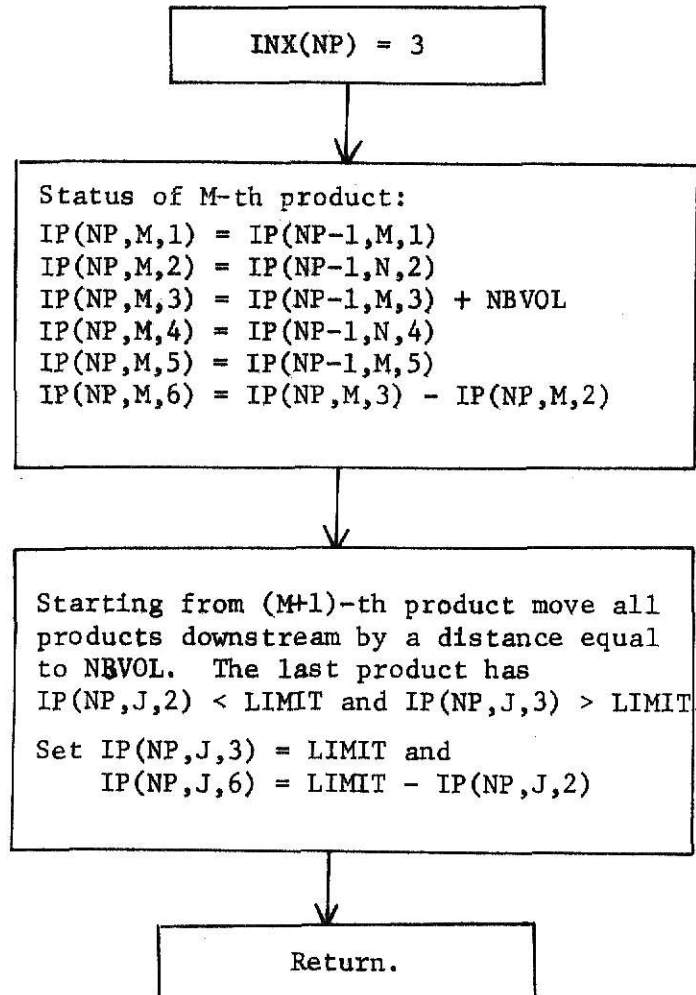 INX(NP) = 3
Status of M-th product:
IP(NP,M,1) = IP(NP-1,M,1)
IP(NP,M,2) = IP(NP-1,N,2)
IP(NP,M,3) = IP(NP-1,M,3) + NBVOL
IP(NP,M,4) = IP(NP-1,N,4)
IP(NP,M,5) = IP(NP-1,M,5)
IP(NP,M,6) = IP(NP,M,3) - IP(NP,M,2)
Starting from (M+1)-th product move all
products downstream by a distance equal
to NBVOL. The last product has
IP(NP,J,2) < LIMIT and IP(NP,J,3) > LIMIT
Set IP(NP,J,3) = LIMIT and
IP(NP,J,6) = LIMIT - IP(NP,J,2)
Return.